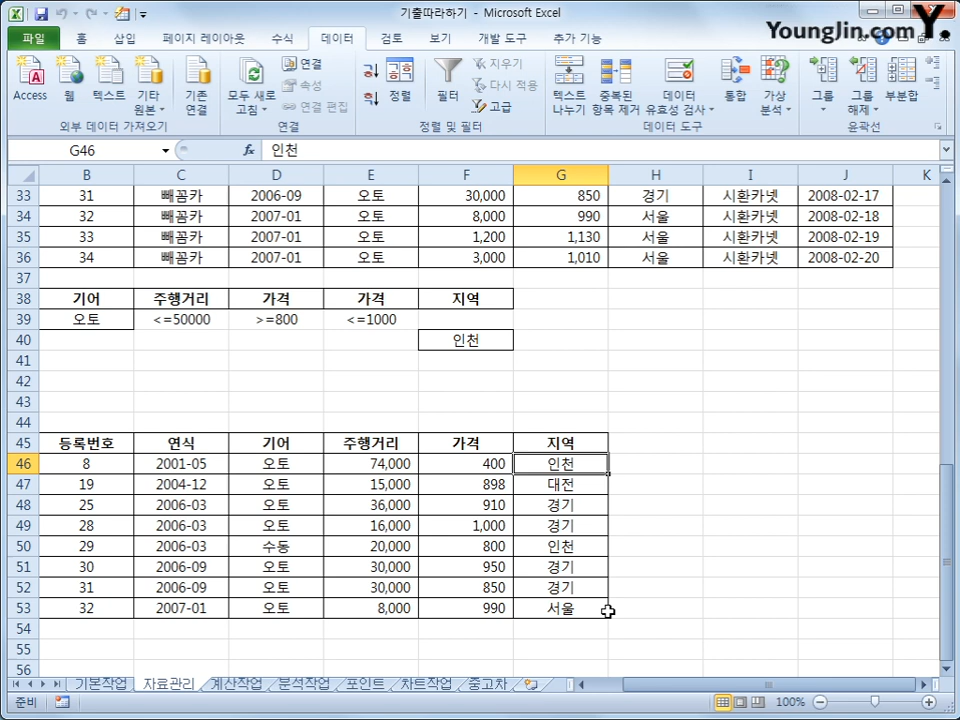 기출따라하기 - Microsoft Excel
YoungJin.com Y.
파일 홈 삽입 페이지 레이아웃 수식 데이터 검토 보기 개발 도구 추가 기능
Access 웹 텍스트 기타 원본 기존 연결 모두 새로 고침 연결 속성 연결 편집 정렬 필터 지우기 다시 적용 고급 텍스트 나누기 중복된 항목 제거 데이터 유효성 검사 통합 가상 분석 그룹 그룹 해제 부분합
외부 데이터 가져오기 연결 정렬 및 필터 데이터 도구 윤곽선
G46 fx 인천
B C D E F G H I J K
33 31 빼꼼카 2006-09 오토 30,000 850 경기 시환카넷 2008-02-17
34 32 빼꼼카 2007-01 오토 8,000 990 서울 시환카넷 2008-02-18
35 33 빼꼼카 2007-01 오토 1,200 1,130 서울 시환카넷 2008-02-19
36 34 빼꼼카 2007-01 오토 3,000 1,010 서울 시환카넷 2008-02-20
37
38 기어 주행거리 가격 가격 지역
39 오토 <=50000 >=800 <=1000
40 인천
41
42
43
44
45 등록번호 연식 기어 주행거리 가격 지역
46 8 2001-05 오토 74,000 400 인천
47 19 2004-12 오토 15,000 898 대전
48 25 2006-03 오토 36,000 910 경기
49 28 2006-03 오토 16,000 1,000 경기
50 29 2006-03 수동 20,000 800 인천
51 30 2006-09 오토 30,000 950 경기
52 31 2006-09 오토 30,000 850 경기
53 32 2007-01 오토 8,000 990 서울
54
55
56
기본작업 자료관리 계산작업 분석작업 포인트 차트작업 중고차
준비 100%